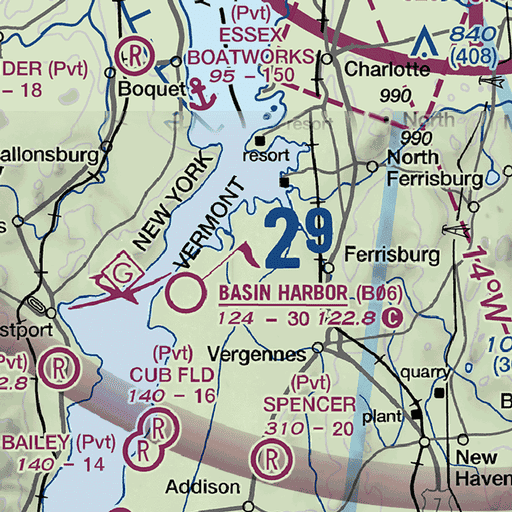 (Pvt)
ESSEX
BOATWORKS
95 - 150
DER (Pvt)
- 18
R
Boquet
Charlotte
990
840
(408)
North
990
resort
resort
North
Ferrisburg
allonsburg
NEW YORK
VERMONT
29
14°W
Ferrisburg
G
BASIN HARBOR (B06)
124 - 30 122.8 C
stport
Vergennes
(Pvt)
CUB FLD
140 - 16
R
(Pvt)
SPENCER
310 - 20
quarry
plant
BAILEY (Pvt)
140 - 14
R
R
R
Addison
New
Haven
7